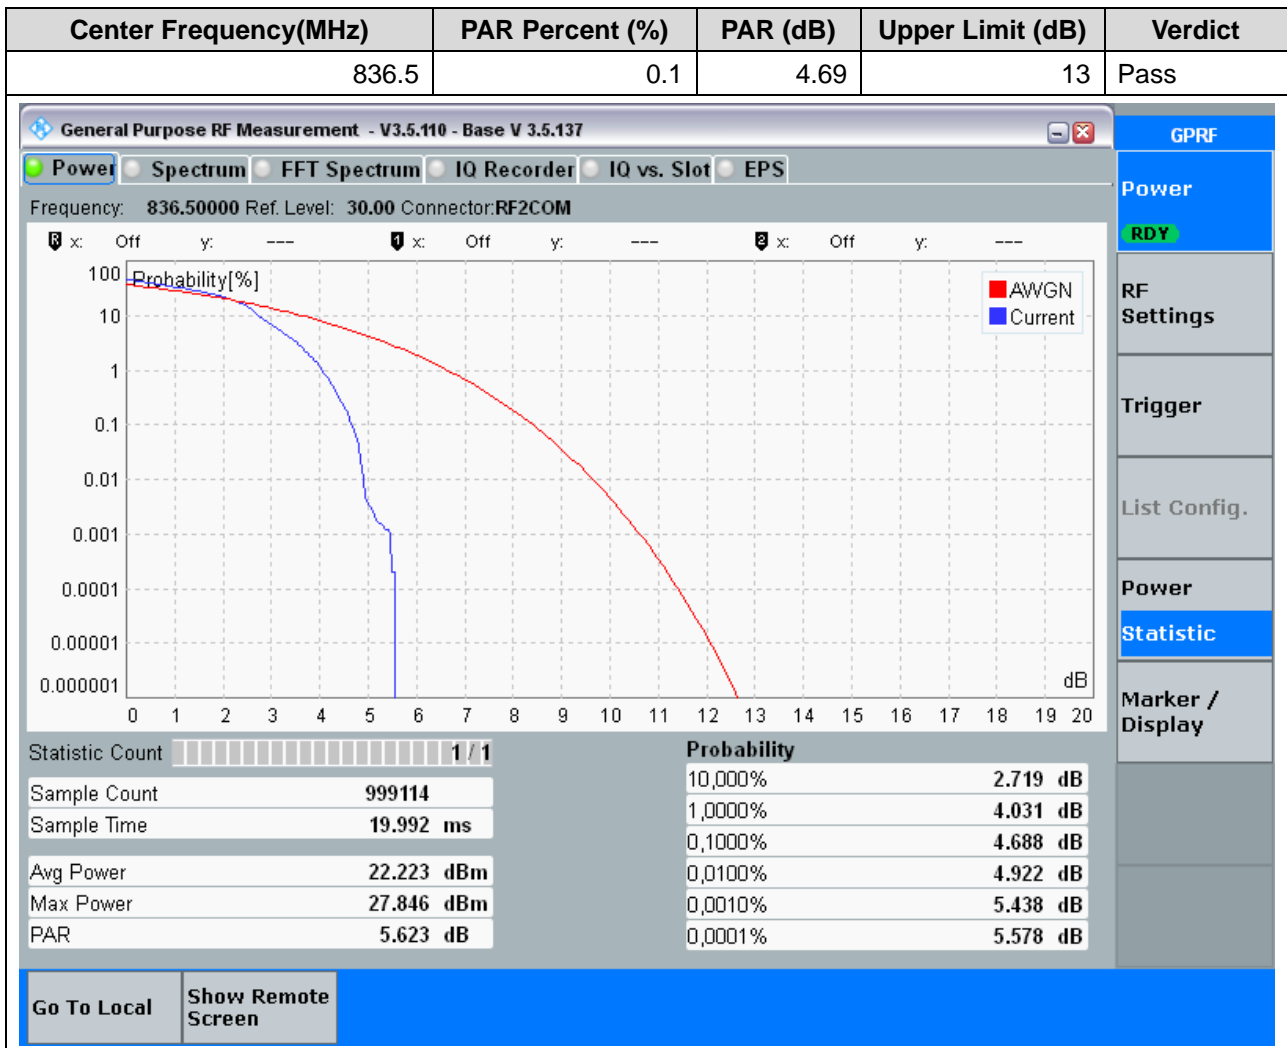 Center Frequency(MHz) PAR Percent (%) PAR (dB) Upper Limit (dB) Verdict
836.5 0.1 4.69 13 Pass
General Purpose RF Measurement - V3.5.110 - Base V 3.5.137
GPRF
Power Spectrum FFT Spectrum IQ Recorder IQ vs. Slot EPS
Power
RDY
Frequency: 836.50000 Ref. Level: 30.00 Connector:RF2COM
R x: Off y: --- 1 x: Off y: --- 2 x: Off y: ---
Probability[%]
AWGN
Current
100
10
1
0.1
0.01
0.001
0.0001
0.00001
0.000001
dB
0 1 2 3 4 5 6 7 8 9 10 11 12 13 14 15 16 17 18 19 20
RF
Settings
Trigger
List Config.
Power
Statistic
Marker /
Display
Statistic Count 1 / 1
Sample Count 999114
Sample Time 19.992 ms
Avg Power 22.223 dBm
Max Power 27.846 dBm
PAR 5.623 dB
Probability
10,000% 2.719 dB
1,0000% 4.031 dB
0,1000% 4.688 dB
0,0100% 4.922 dB
0,0010% 5.438 dB
0,0001% 5.578 dB
Go To Local
Show Remote
Screen